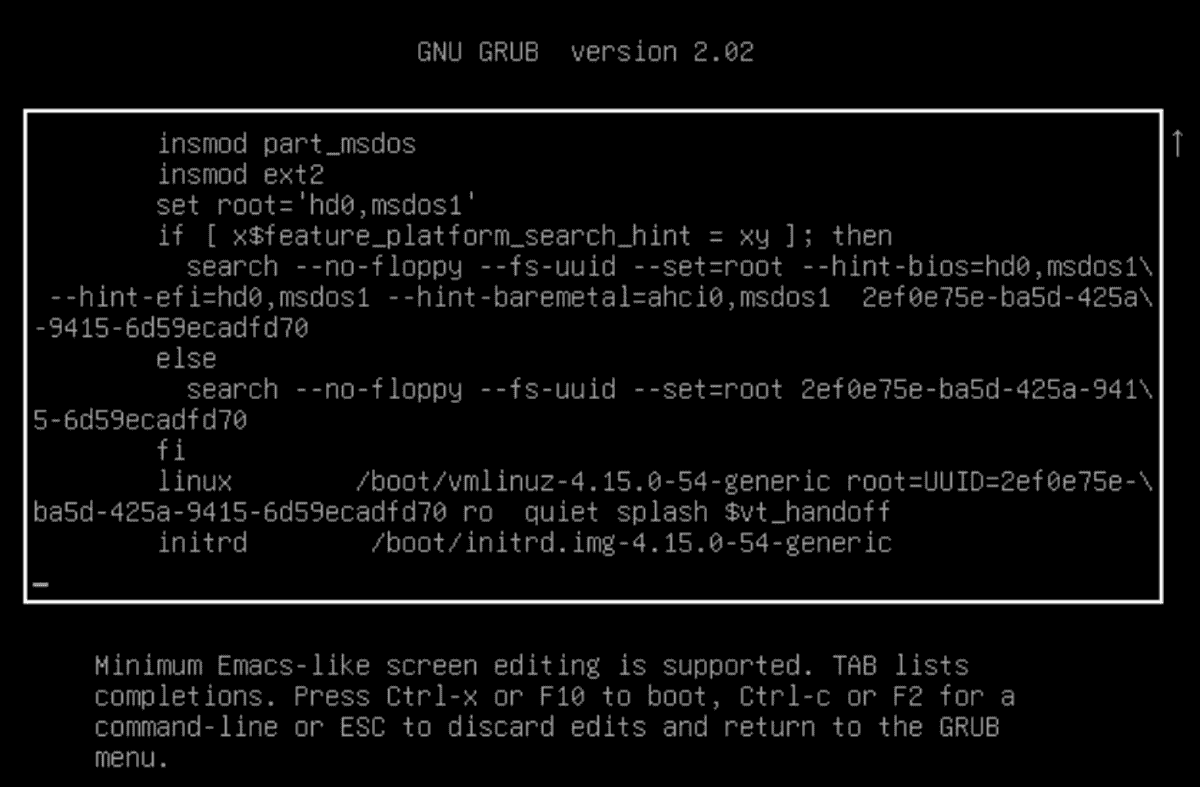 GNU GRUB  version 2.02
insmod part_msdos
insmod ext2
set root='hd0,msdos1'
if [ x$feature_platform_search_hint = xy ]; then
search --no-floppy --fs-uuid --set=root --hint-bios=hd0,msdos1\
--hint-efi=hd0,msdos1 --hint-baremetal=ahci0,msdos1  2ef0e75e-ba5d-425a\
-9415-6d59ecadfd70
else
search --no-floppy --fs-uuid --set=root 2ef0e75e-ba5d-425a-941\
5-6d59ecadfd70
fi
linux        /boot/vmlinuz-4.15.0-54-generic root=UUID=2ef0e75e-\
ba5d-425a-9415-6d59ecadfd70 ro  quiet splash $vt_handoff
initrd        /boot/initrd.img-4.15.0-54-generic
Minimum Emacs-like screen editing is supported. TAB lists
completions. Press Ctrl-x or F10 to boot, Ctrl-c or F2 for a
command-line or ESC to discard edits and return to the GRUB
menu.